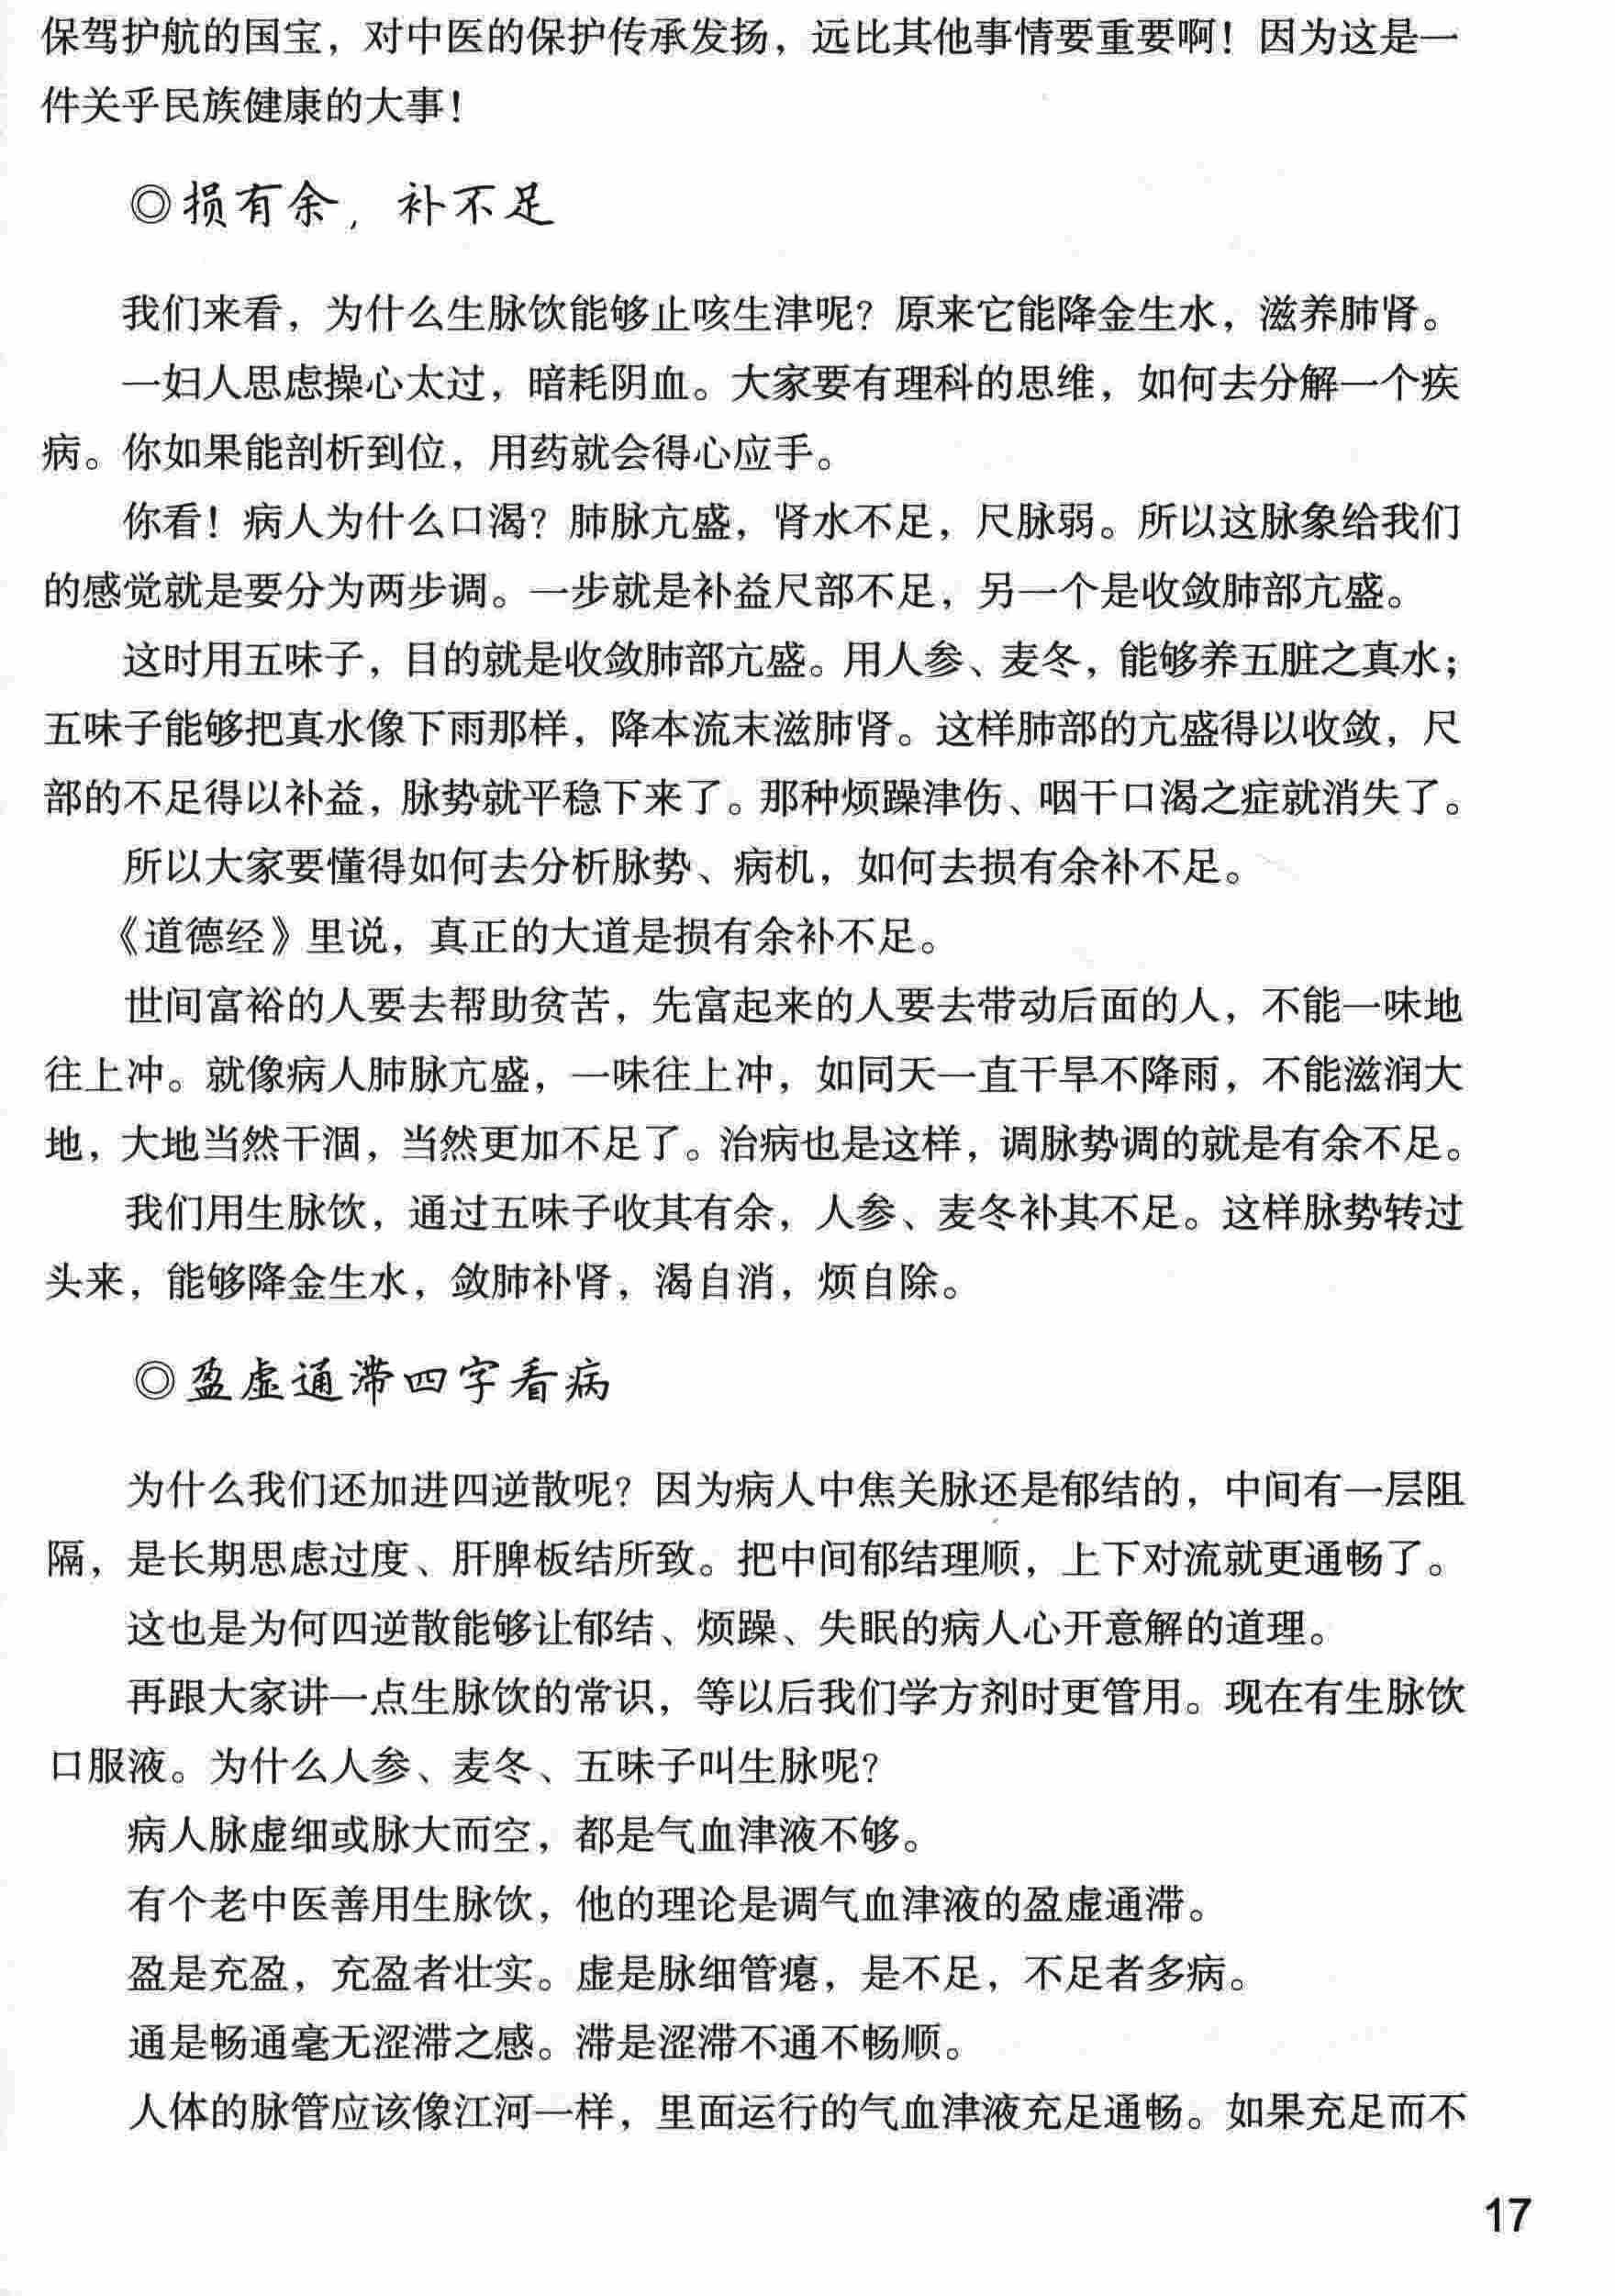 保驾护航的国宝，对中医的保护传承发扬，远比其他事情要重要啊！因为这是一
件关乎民族健康的大事！
◎损有余，补不足
我们来看，为什么生脉饮能够止咳生津呢？原来它能降金生水，滋养肺肾。
一妇人思虑操心太过，暗耗阴血。大家要有理科的思维，如何去分解一个疾
病。你如果能剖析到位，用药就会得心应手。
你看！病人为什么口渴？肺脉亢盛，肾水不足，尺脉弱。所以这脉象给我们
的感觉就是要分为两步调。一步就是补益尺部不足，另一个是收敛肺部亢盛。
这时用五味子，目的就是收敛肺部亢盛。用人参、麦冬，能够养五脏之真水；
五味子能够把真水像下雨那样，降本流末滋肺肾。这样肺部的亢盛得以收敛，尺
部的不足得以补益，脉势就平稳下来了。那种烦躁津伤、咽干口渴之症就消失了。
所以大家要懂得如何去分析脉势、病机，如何去损有余补不足。
《道德经》里说，真正的大道是损有余补不足。
世间富裕的人要去帮助贫苦，先富起来的人要去带动后面的人，不能一味地
往上冲。就像病人肺脉亢盛，一味往上冲，如同天一直干旱不降雨，不能滋润大
地，大地当然干涸，当然更加不足了。治病也是这样，调脉势调的就是有余不足。
我们用生脉饮，通过五味子收其有余，人参、麦冬补其不足。这样脉势转过
头来，能够降金生水，敛肺补肾，渴自消，烦自除。
◎盈虚通滞四字看病
为什么我们还加进四逆散呢？因为病人中焦关脉还是郁结的，中间有一层阻
隔，是长期思虑过度、肝脾板结所致。把中间郁结理顺，上下对流就更通畅了。
这也是为何四逆散能够让郁结、烦躁、失眠的病人心开意解的道理。
再跟大家讲一点生脉饮的常识，等以后我们学方剂时更管用。现在有生脉饮
口服液。为什么人参、麦冬、五味子叫生脉呢？
病人脉虚细或脉大而空，都是气血津液不够。
有个老中医善用生脉饮，他的理论是调气血津液的盈虚通滞。
盈是充盈，充盈者壮实。虚是脉细管瘪，是不足，不足者多病。
通是畅通毫无涩滞之感。滞是涩滞不通不畅顺。
人体的脉管应该像江河一样，里面运行的气血津液充足通畅。如果充足而不
17